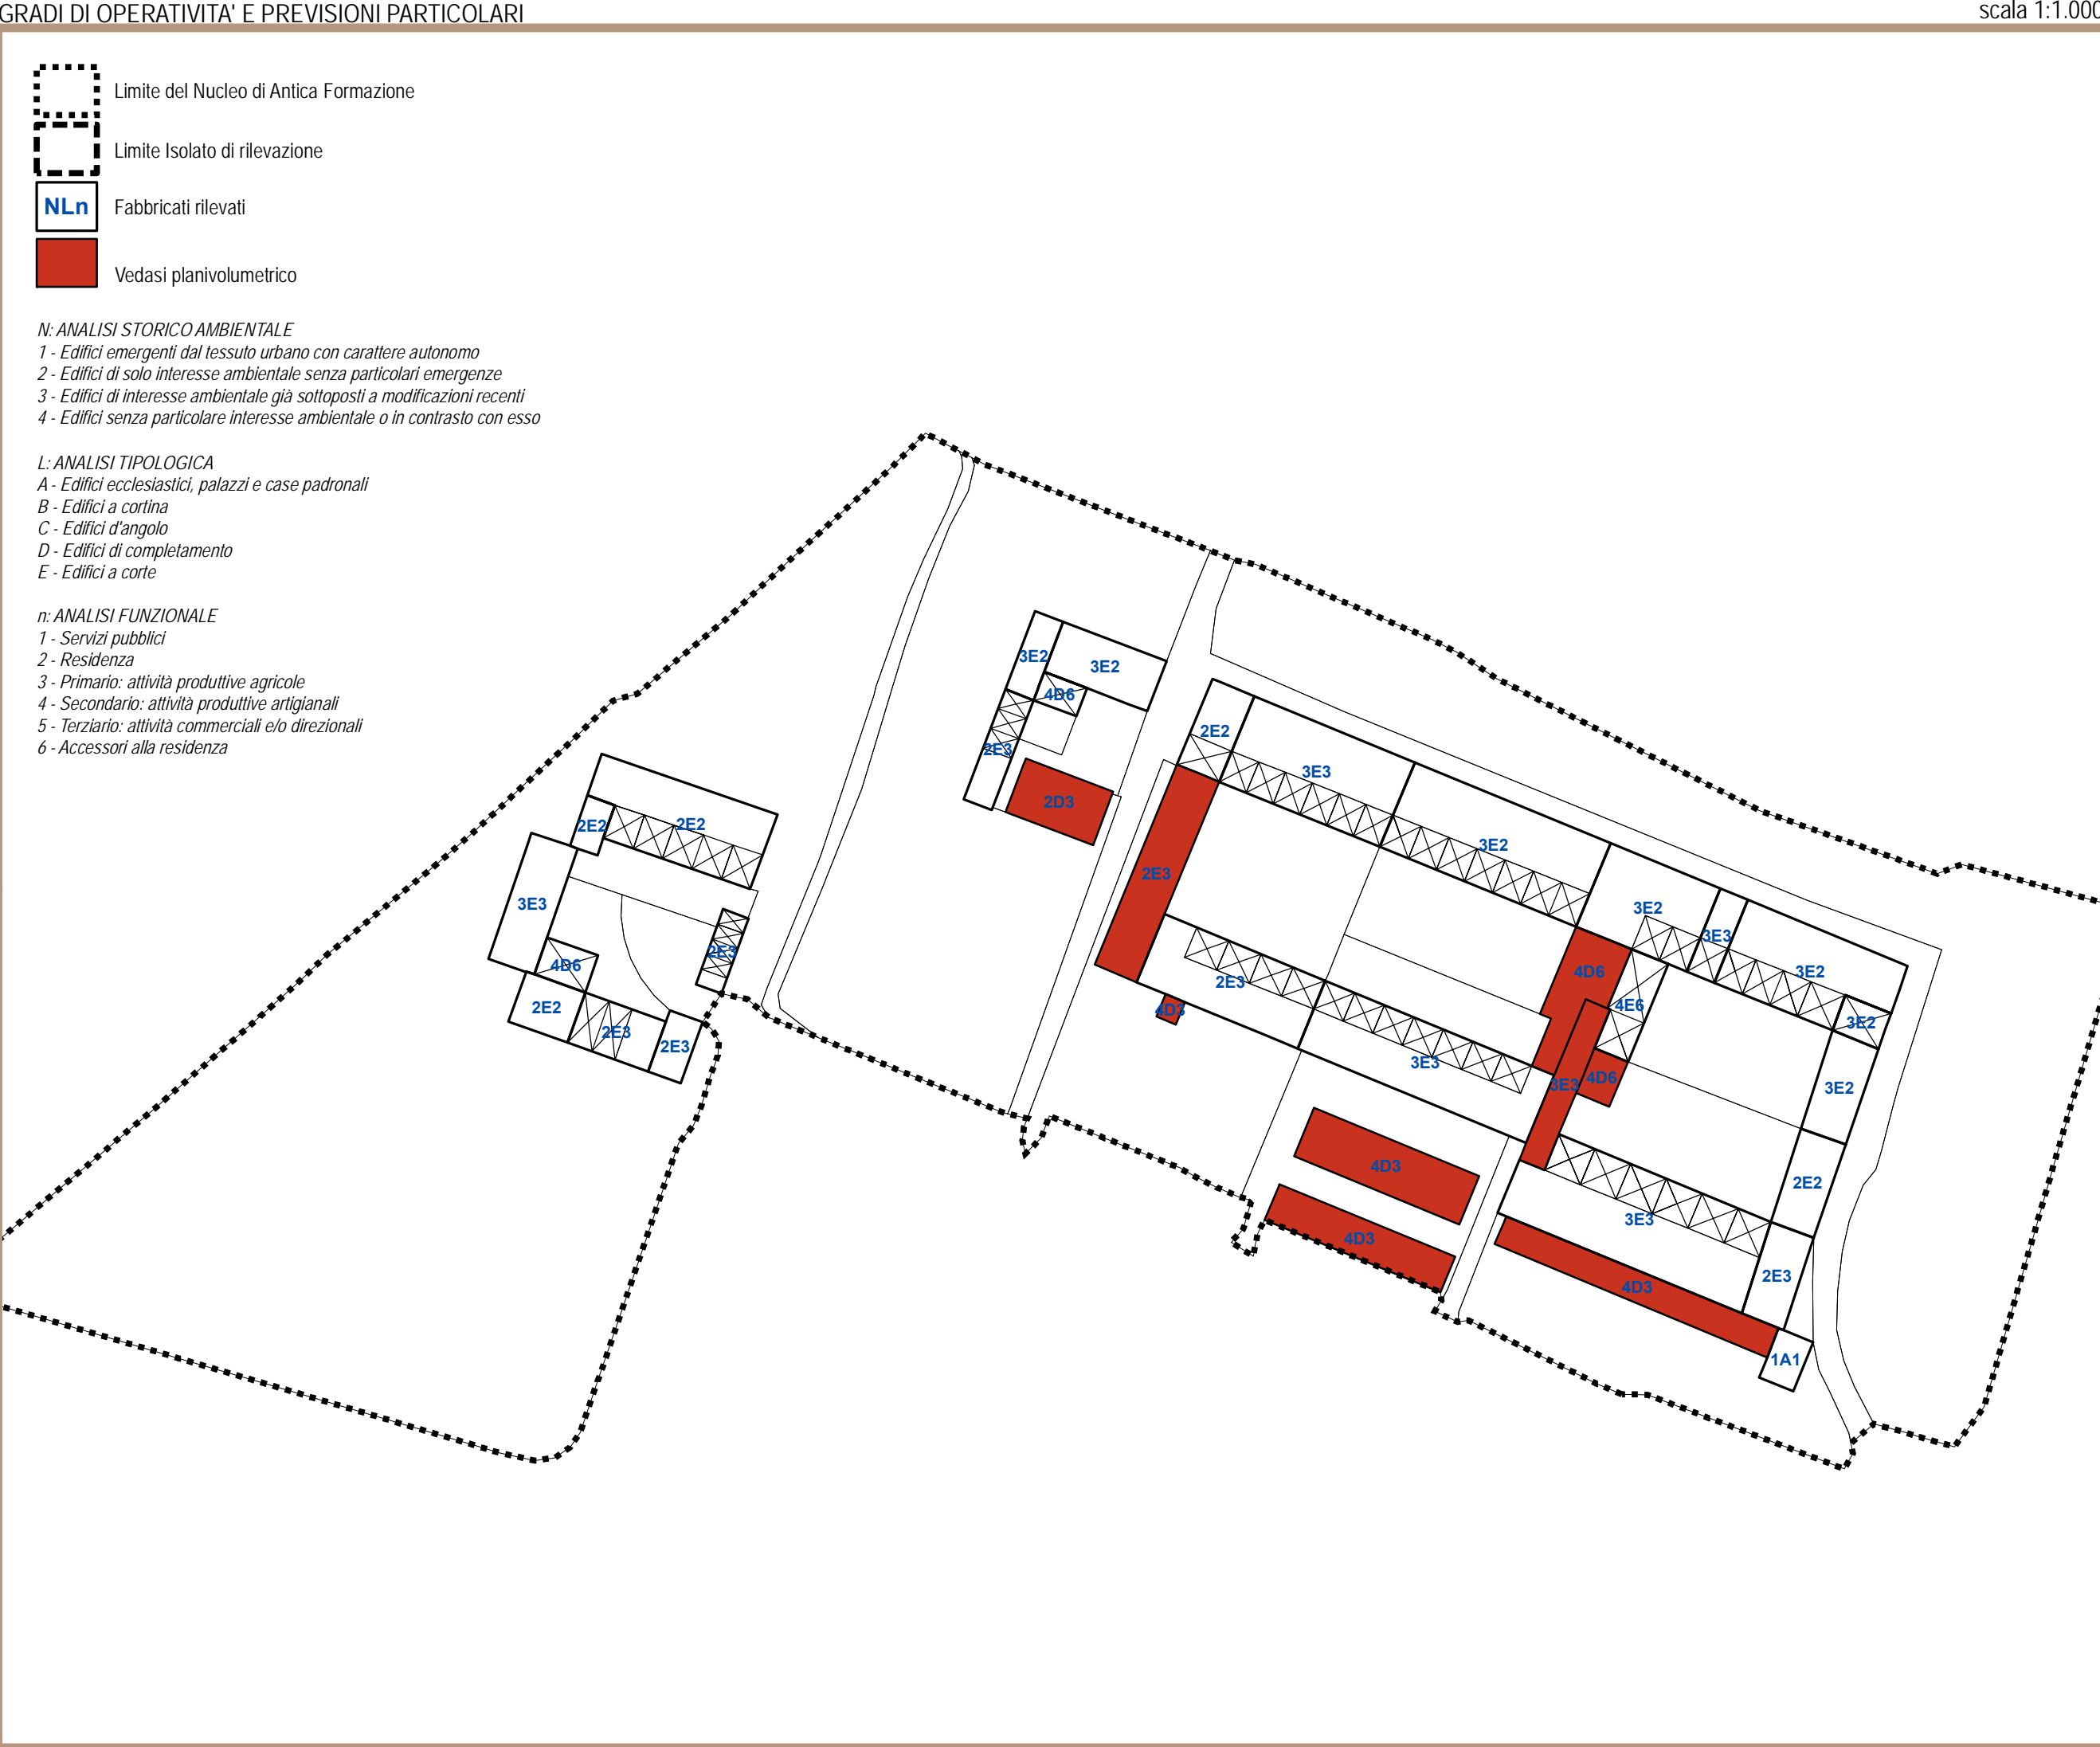 GRADI DI OPERATIVITA' E PREVISIONI PARTICOLARI
scala 1:1.000
Limite del Nucleo di Antica Formazione
Limite Isolato di rilevazione
NLn
Fabbricati rilevati
Vedasi planivolumetrico
N: ANALISI STORICO AMBIENTALE
1 - Edifici emergenti dal tessuto urbano con carattere autonomo
2 - Edifici di solo interesse ambientale senza particolari emergenze
3 - Edifici di interesse ambientale già sottoposti a modificazioni recenti
4 - Edifici senza particolare interesse ambientale o in contrasto con esso
L: ANALISI TIPOLOGICA
A - Edifici ecclesiastici, palazzi e case padronali
B - Edifici a cortina
C - Edifici d'angolo
D - Edifici di completamento
E - Edifici a corte
n: ANALISI FUNZIONALE
1 - Servizi pubblici
2 - Residenza
3 - Primario: attività produttive agricole
4 - Secondario: attività produttive artigianali
5 - Terziario: attività commerciali e/o direzionali
6 - Accessori alla residenza
2E2
2E2
3E3
4D6
2E3
2E2
2E3
2E3
3E2
3E2
4D6
2E3
2D3
2E2
3E3
3E2
2E3
2E3
4D3
3E3
4D3
4D3
3E2
3E3
3E2
3E2
4D6
4E6
4D6
3E3
3E2
2E2
3E3
2E3
4D3
1A1